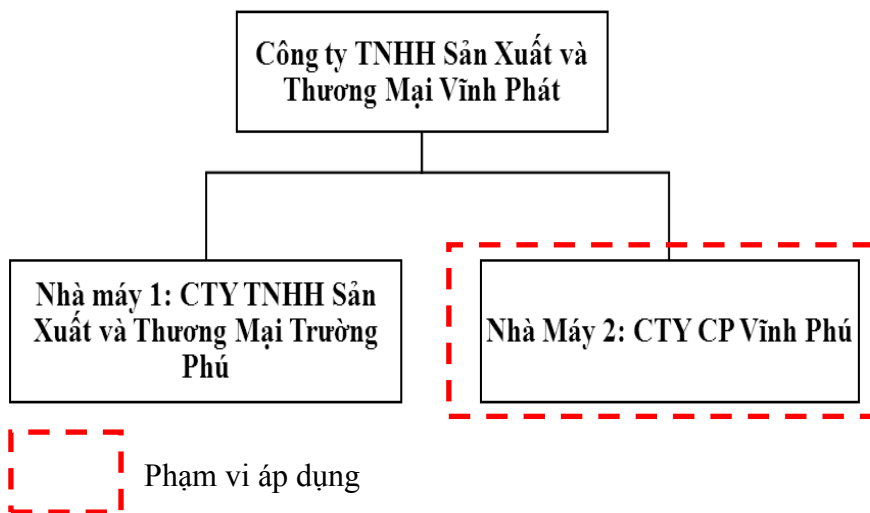 Công ty TNHH Sản Xuất và
Thương Mại Vĩnh Phát
Nhà máy 1: CTY TNHH Sản
Xuất và Thương Mại Trường
Phú
Nhà Máy 2: CTY CP Vĩnh Phú
Phạm vi áp dụng